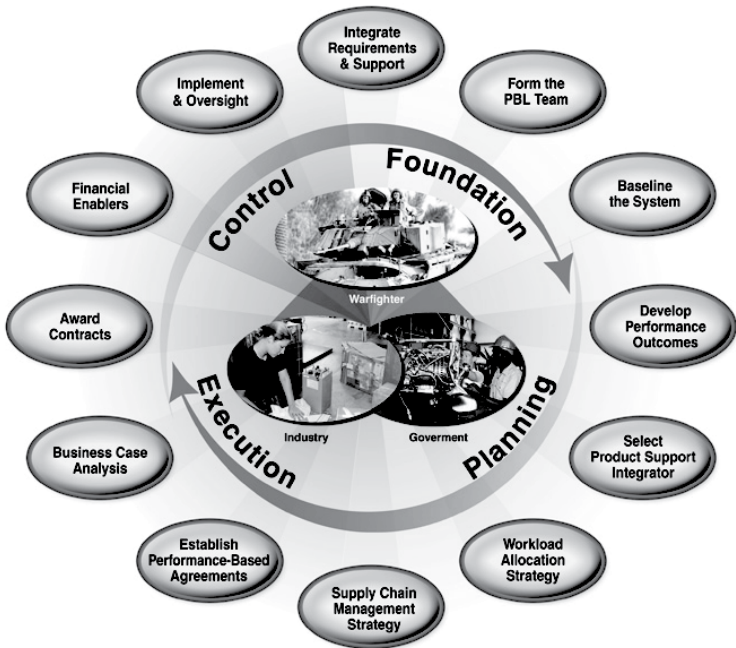 Integrate
Requirements
& Support
Form the
PBL Team
Baseline
the System
Develop
Performance
Outcomes
Select
Product Support
Integrator
Workload
Allocation
Strategy
Supply Chain
Management
Strategy
Establish
Performance-Based
Agreements
Business Case
Analysis
Award
Contracts
Financial
Enablers
Implement
& Oversight
Foundation
Planning
Execution
Control
Warfighter
Industry
Goverment